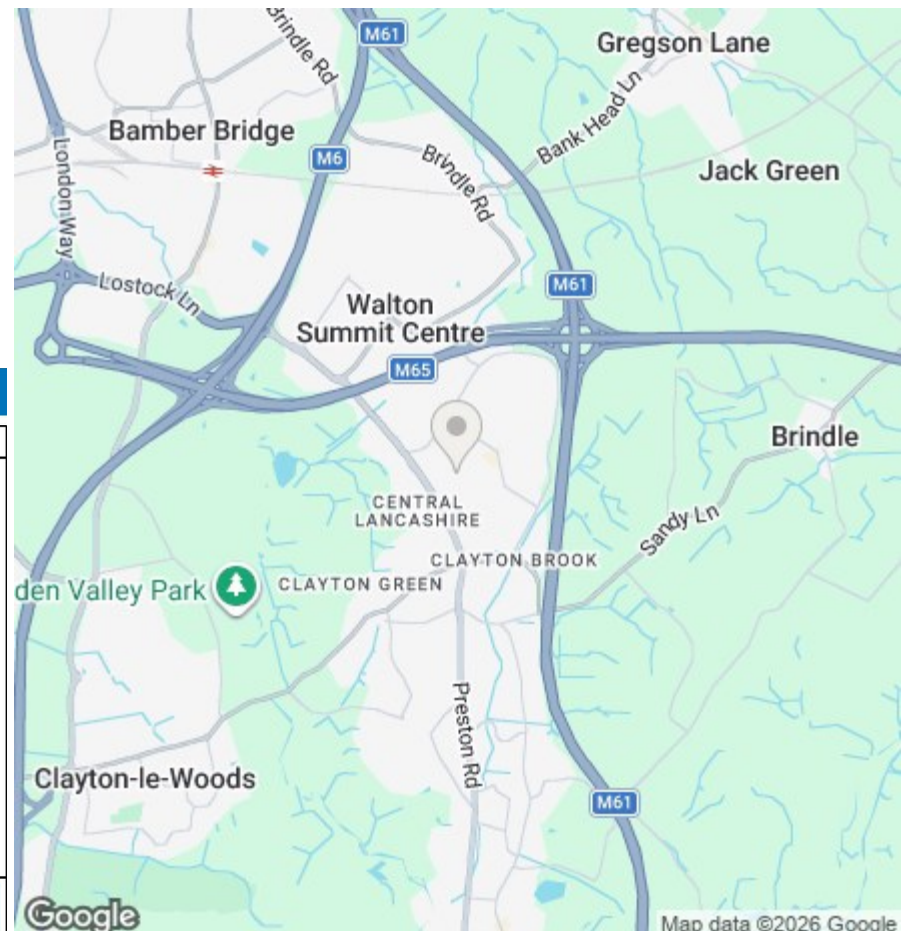 M61
Brindle Rd
Gregson Lane
Bamber Bridge
M6
Brindle Rd
Bank Head Ln
Jack Green
London Way
Lostock Ln
M61
Walton
Summit Centre
M65
Brindle
CENTRAL
LANCASHIRE
Sandy Ln
CLAYTON BROOK
den Valley Park
CLAYTON GREEN
Preston Rd
Clayton-le-Woods
M61
Google
Map data ©2026 Google